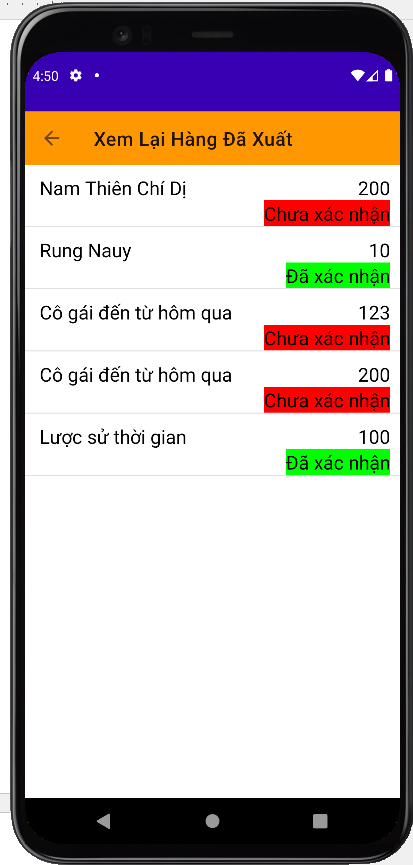 4:50
Xem Lại Hàng Đã Xuất
Nam Thiên Chí Dị 200
Chưa xác nhận
Rung Nauy 10
Đã xác nhận
Cô gái đến từ hôm qua 123
Chưa xác nhận
Cô gái đến từ hôm qua 200
Chưa xác nhận
Lược sử thời gian 100
Đã xác nhận